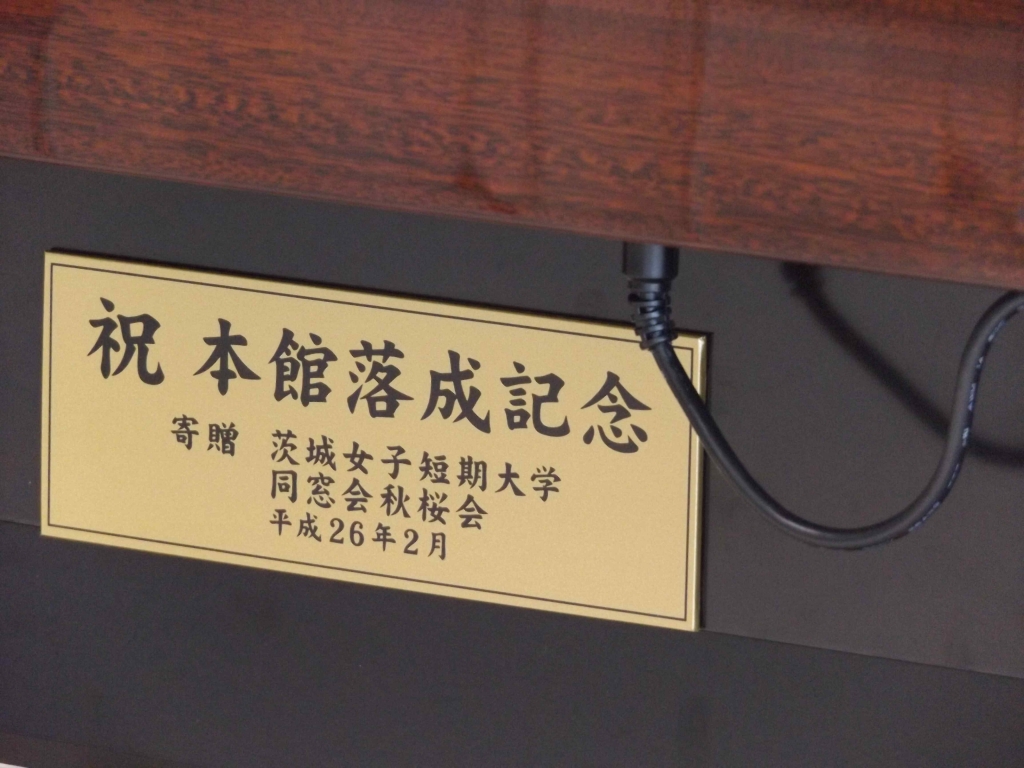 祝 本館落成記念
寄贈 茨城女子短期大学
同窓会秋桜会
平成26年2月